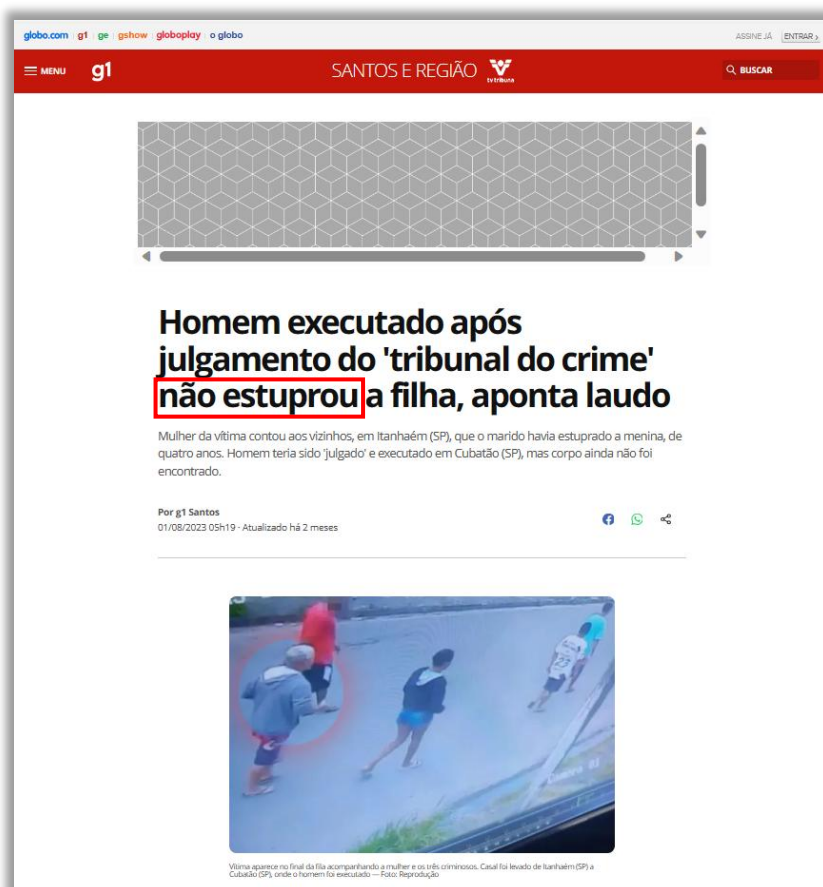 globo.com g1 ge gshow globoplay o globo ASSINE JÁ ENTRAR ›
MENU g1 SANTOS E REGIÃO tv tribuna BUSCAR
Homem executado após
julgamento do 'tribunal do crime'
não estuprou a filha, aponta laudo
Mulher da vítima contou aos vizinhos, em Itanhaém (SP), que o marido havia estuprado a menina, de
quatro anos. Homem teria sido 'julgado' e executado em Cubatão (SP), mas corpo ainda não foi
encontrado.
Por g1 Santos
01/08/2023 05h19 · Atualizado há 2 meses
23
Vítima aparece no final da fila acompanhando a mulher e os três criminosos. Casal foi levado de Itanhaém (SP) a
Cubatão (SP), onde o homem foi executado — Foto: Reprodução